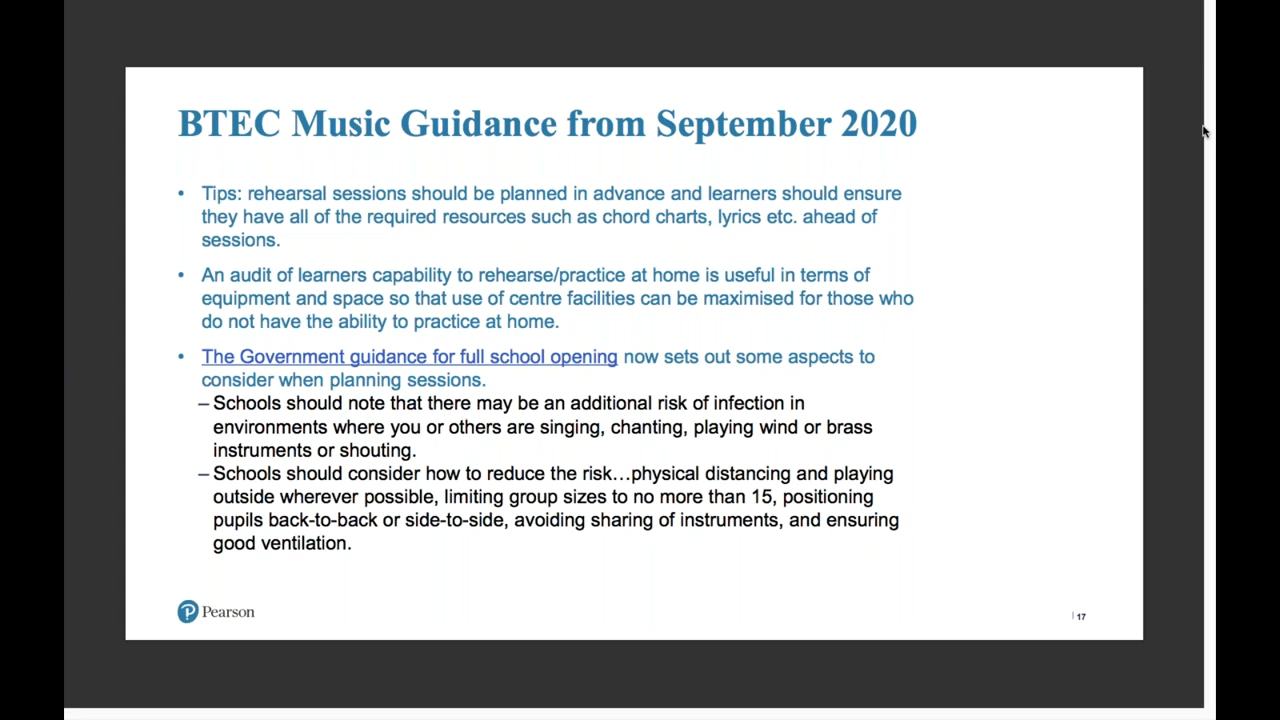 BTEC Music Guidance from September 2020
• Tips: rehearsal sessions should be planned in advance and learners should ensure
they have all of the required resources such as chord charts, lyrics etc. ahead of
sessions.
• An audit of learners capability to rehearse/practice at home is useful in terms of
equipment and space so that use of centre facilities can be maximised for those who
do not have the ability to practice at home.
• The Government guidance for full school opening now sets out some aspects to
consider when planning sessions.
– Schools should note that there may be an additional risk of infection in
environments where you or others are singing, chanting, playing wind or brass
instruments or shouting.
– Schools should consider how to reduce the risk…physical distancing and playing
outside wherever possible, limiting group sizes to no more than 15, positioning
pupils back-to-back or side-to-side, avoiding sharing of instruments, and ensuring
good ventilation.
P Pearson
| 17